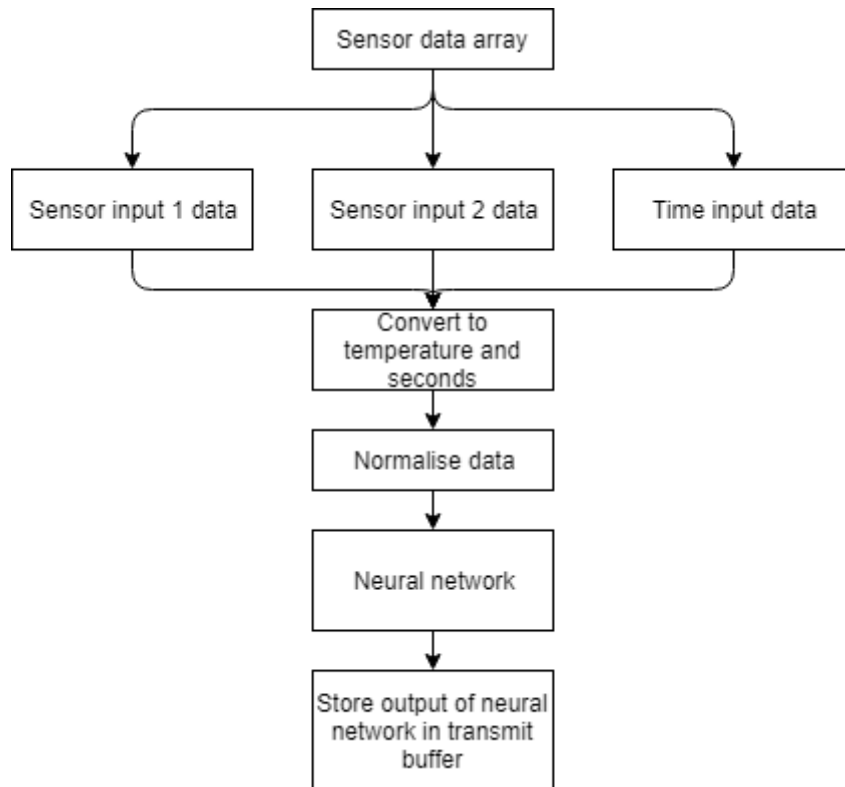 Sensor data array
Sensor input 1 data
Sensor input 2 data
Time input data
Convert to
temperature and
seconds
Normalise data
Neural network
Store output of neural
network in transmit
buffer